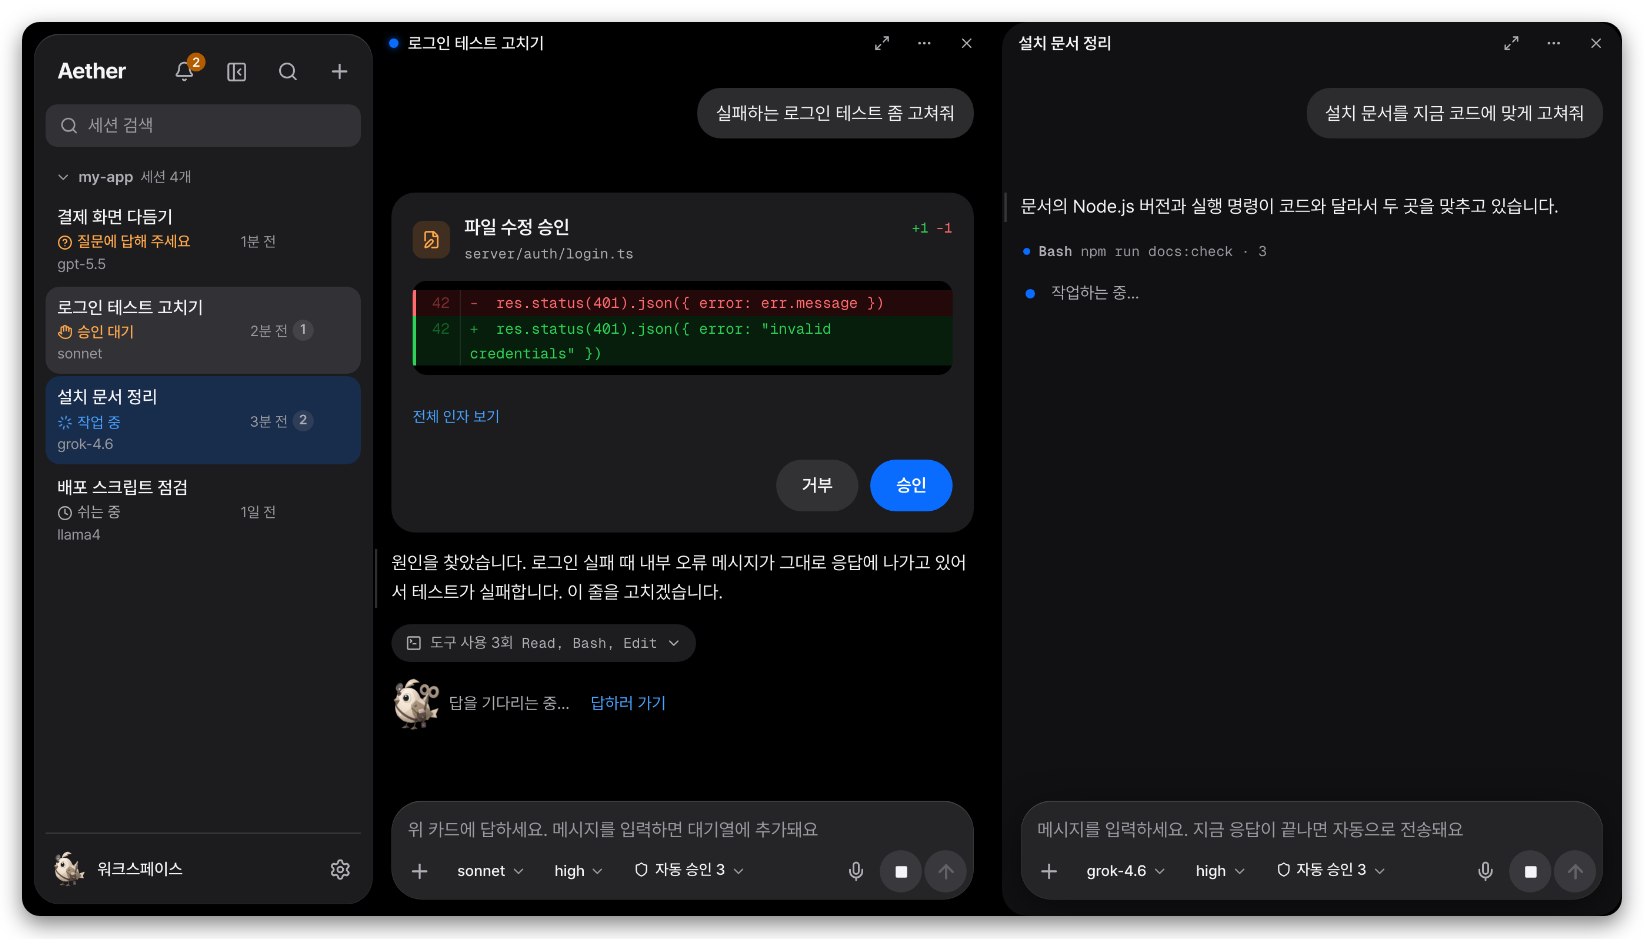 Aether
2
세션 검색
my-app 세션 4개
결제 화면 다듬기
질문에 답해 주세요 1분 전
gpt-5.5
로그인 테스트 고치기
승인 대기 2분 전 1
sonnet
설치 문서 정리
작업 중 3분 전 2
grok-4.6
배포 스크립트 점검
쉬는 중 1일 전
llama4
워크스페이스
로그인 테스트 고치기
실패하는 로그인 테스트 좀 고쳐줘
파일 수정 승인 +1 -1
server/auth/login.ts
42 - res.status(401).json({ error: err.message })
42 + res.status(401).json({ error: "invalid
credentials" })
전체 인자 보기
거부 승인
원인을 찾았습니다. 로그인 실패 때 내부 오류 메시지가 그대로 응답에 나가고 있어
서 테스트가 실패합니다. 이 줄을 고치겠습니다.
도구 사용 3회 Read, Bash, Edit
답을 기다리는 중... 답하러 가기
위 카드에 답하세요. 메시지를 입력하면 대기열에 추가돼요
sonnet high 자동 승인 3
설치 문서 정리
설치 문서를 지금 코드에 맞게 고쳐줘
문서의 Node.js 버전과 실행 명령이 코드와 달라서 두 곳을 맞추고 있습니다.
Bash npm run docs:check · 3
작업하는 중...
메시지를 입력하세요. 지금 응답이 끝나면 자동으로 전송돼요
grok-4.6 high 자동 승인 3